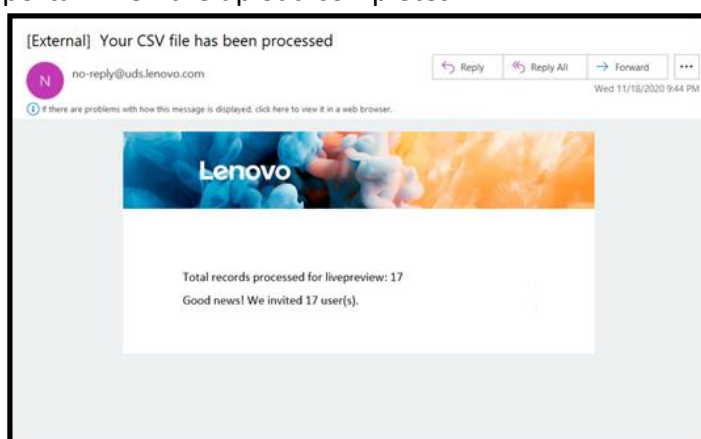 [External] Your CSV file has been processed
N
no-reply@uds.lenovo.com
Reply
Reply All
Forward
Wed 11/18/2020 9:44 PM
If there are problems with how this message is displayed, click here to view it in a web browser.
Lenovo
Total records processed for livepreview: 17
Good news! We invited 17 user(s).